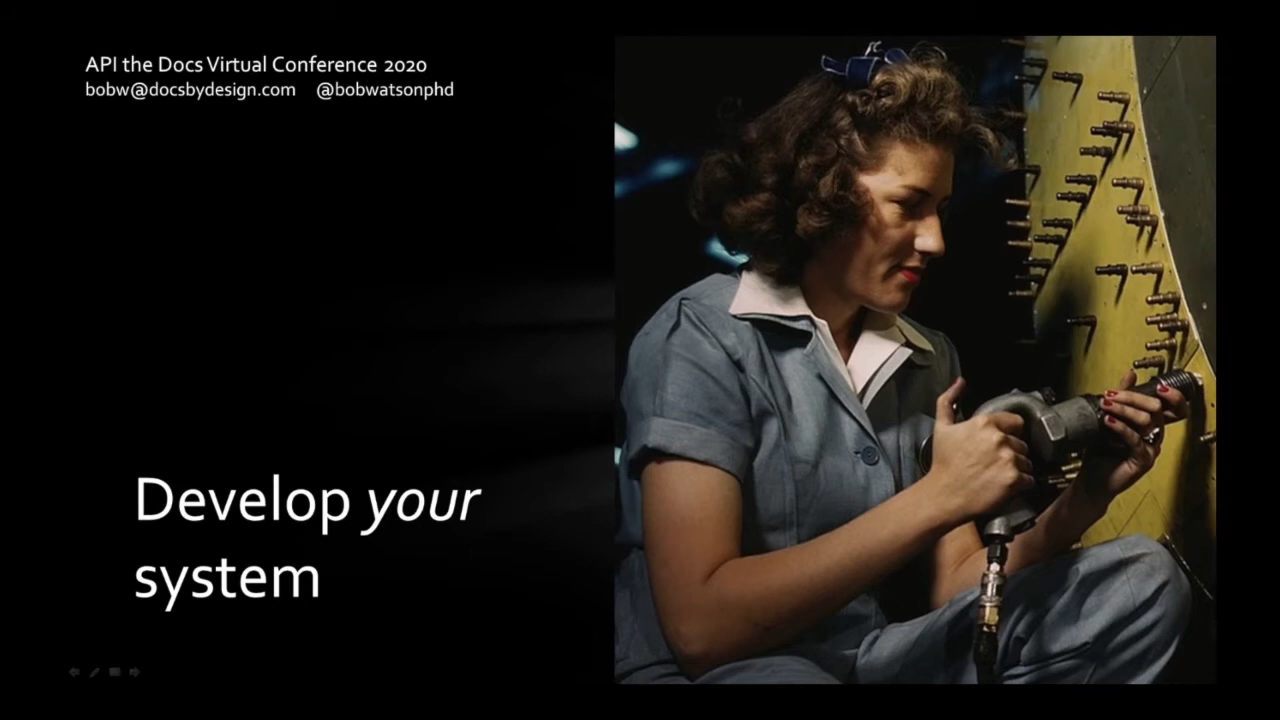 API the Docs Virtual Conference 2020
bobw@docsbydesign.com @bobwatsonphd
Develop your
system